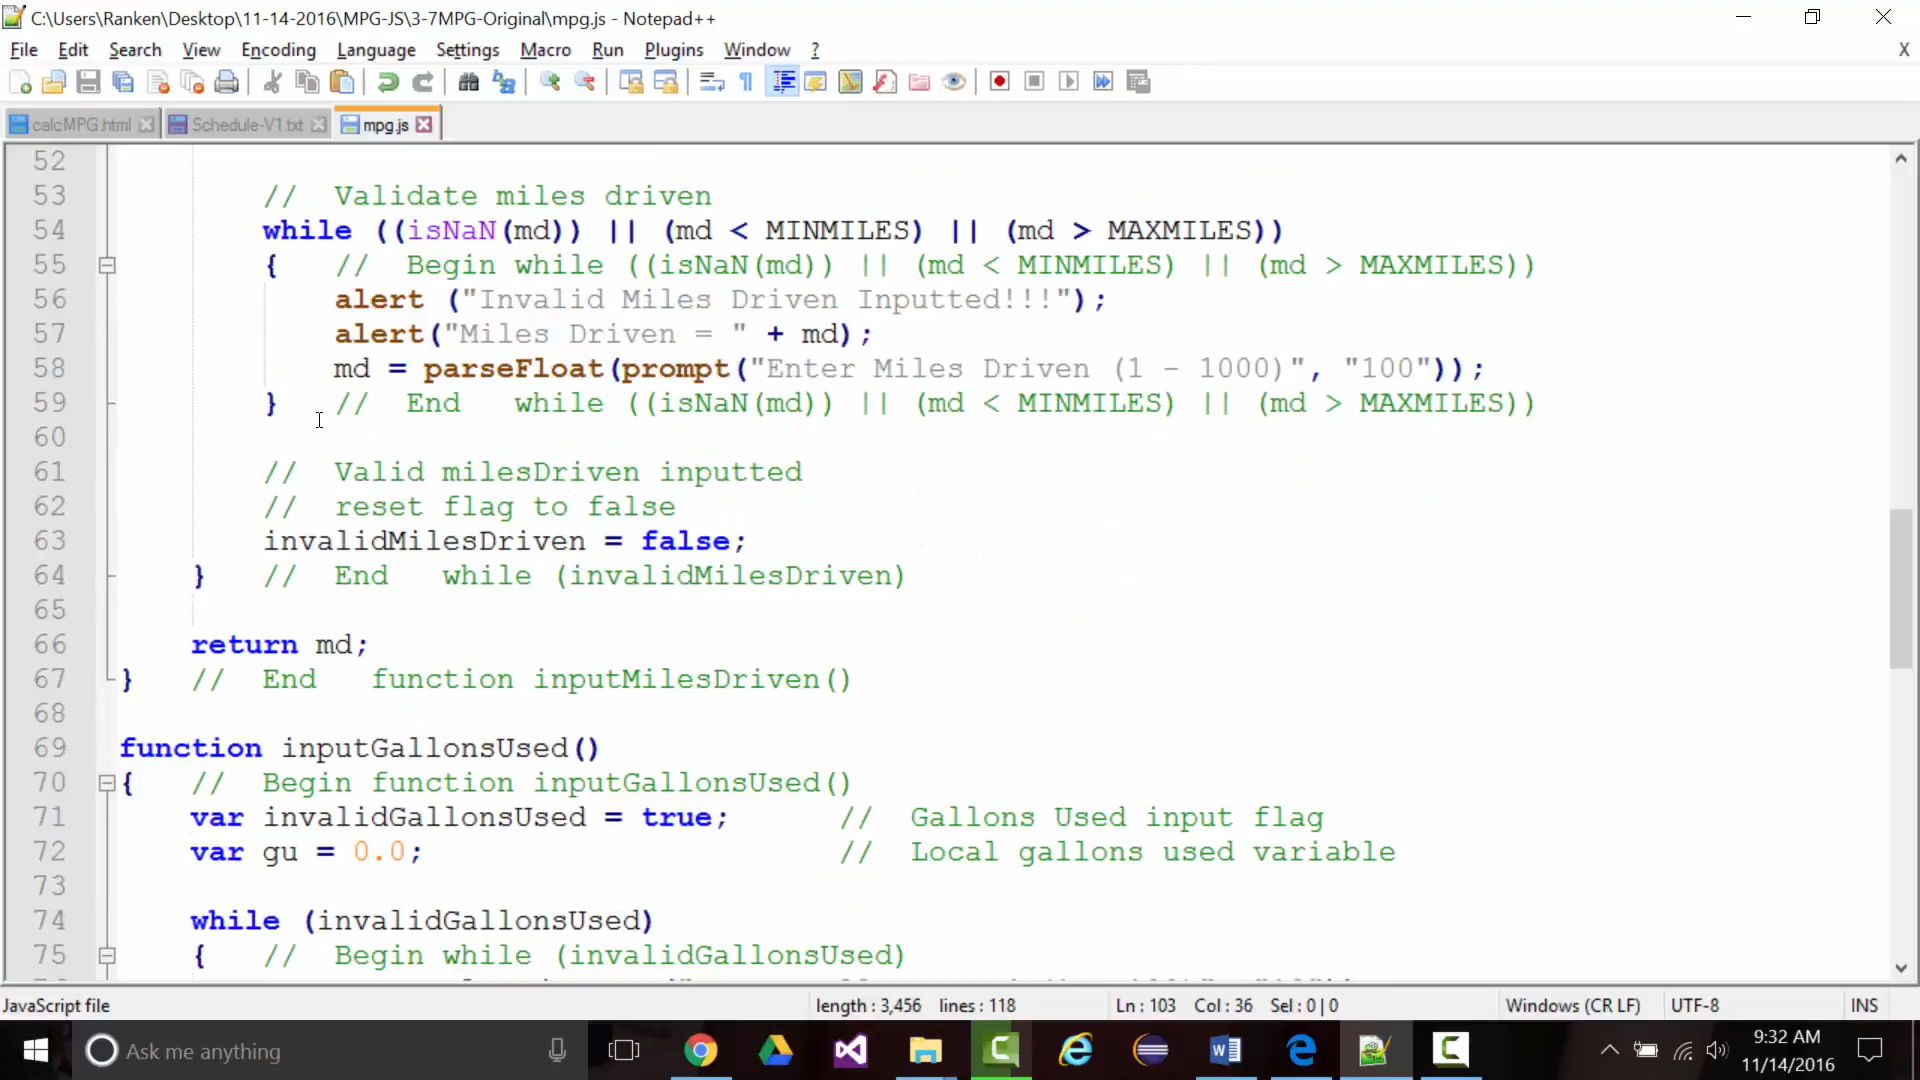 C:\Users\Ranken\Desktop\11-14-2016\MPG-JS\3-7MPG-Original\mpg.js - Notepad++
File Edit Search View Encoding Language Settings Macro Run Plugins Window ? X
calcMPG.html Schedule-V1.txt mpg.js
52
53 // Validate miles driven
54 while ((isNaN(md)) || (md < MINMILES) || (md > MAXMILES))
55 { // Begin while ((isNaN(md)) || (md < MINMILES) || (md > MAXMILES))
56 alert ("Invalid Miles Driven Inputted!!!");
57 alert("Miles Driven = " + md);
58 md = parseFloat(prompt("Enter Miles Driven (1 - 1000)", "100"));
59 } // End while ((isNaN(md)) || (md < MINMILES) || (md > MAXMILES))
60
61 // Valid milesDriven inputted
62 // reset flag to false
63 invalidMilesDriven = false;
64 } // End while (invalidMilesDriven)
65
66 return md;
67 } // End function inputMilesDriven()
68
69 function inputGallonsUsed()
70 { // Begin function inputGallonsUsed()
71 var invalidGallonsUsed = true; // Gallons Used input flag
72 var gu = 0.0; // Local gallons used variable
73
74 while (invalidGallonsUsed)
75 { // Begin while (invalidGallonsUsed)
JavaScript file length : 3,456 lines : 118 Ln : 103 Col : 36 Sel : 0 | 0 Windows (CR LF) UTF-8 INS
Ask me anything
9:32 AM
11/14/2016